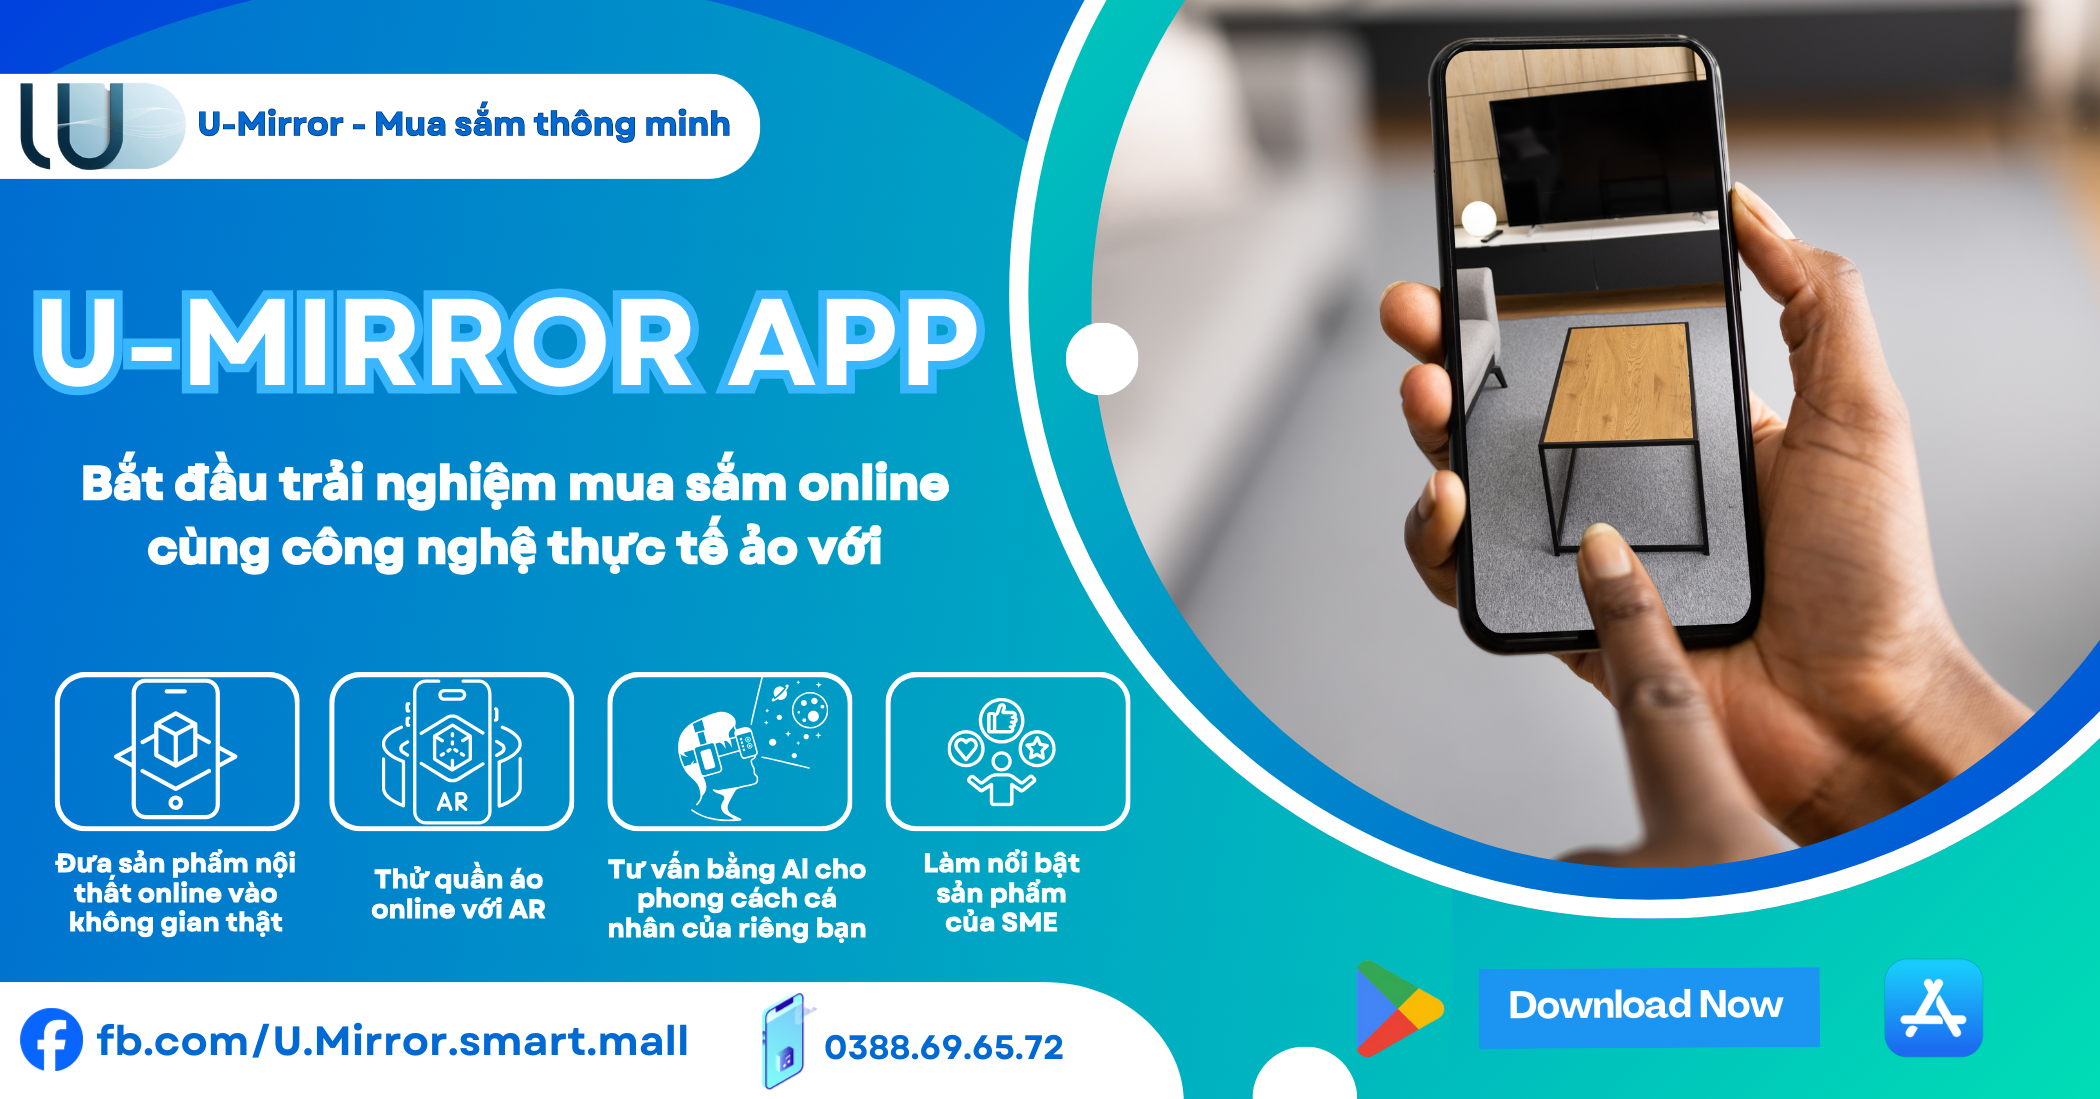 U-Mirror - Mua sắm thông minh
U-MIRROR APP
Bắt đầu trải nghiệm mua sắm online
cùng công nghệ thực tế ảo với
AR
Đưa sản phẩm nội
thất online vào
không gian thật
Thử quần áo
online với AR
Tư vấn bằng AI cho
phong cách cá
nhân của riêng bạn
Làm nổi bật
sản phẩm
của SME
fb.com/U.Mirror.smart.mall
0388.69.65.72
Download Now